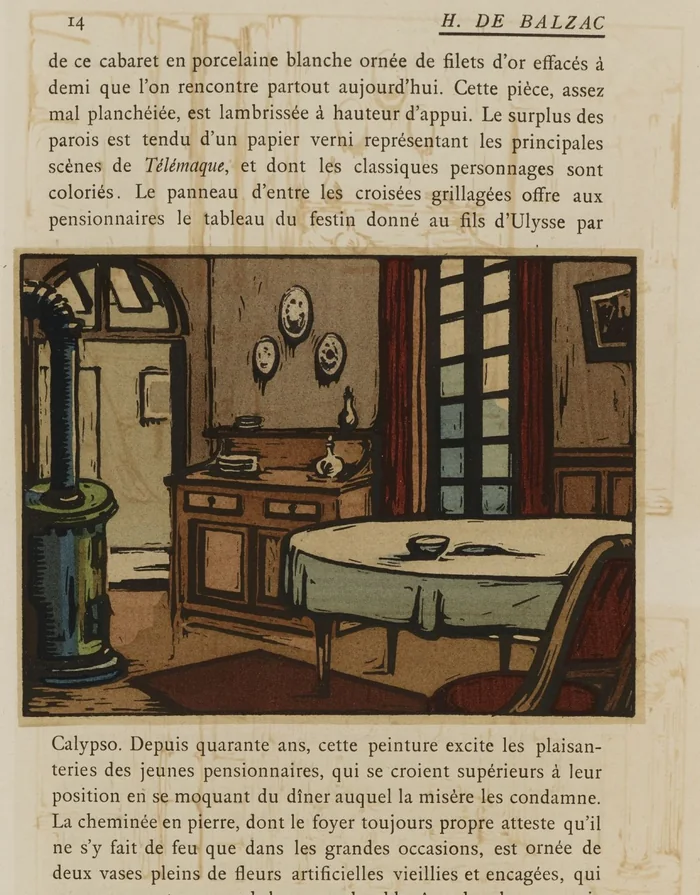 14
H. DE BALZAC
de ce cabaret en porcelaine blanche ornée de filets d'or effacés à
demi que l'on rencontre partout aujourd'hui. Cette pièce, assez
mal planchéiée, est lambrissée à hauteur d'appui. Le surplus des
parois est tendu d'un papier verni représentant les principales
scènes de Télémaque, et dont les classiques personnages sont
coloriés. Le panneau d'entre les croisées grillagées offre aux
pensionnaires le tableau du festin donné au fils d'Ulysse par
Calypso. Depuis quarante ans, cette peinture excite les plaisan-
teries des jeunes pensionnaires, qui se croient supérieurs à leur
position en se moquant du dîner auquel la misère les condamne.
La cheminée en pierre, dont le foyer toujours propre atteste qu'il
ne s'y fait de feu que dans les grandes occasions, est ornée de
deux vases pleins de fleurs artificielles vieillies et encagées, qui